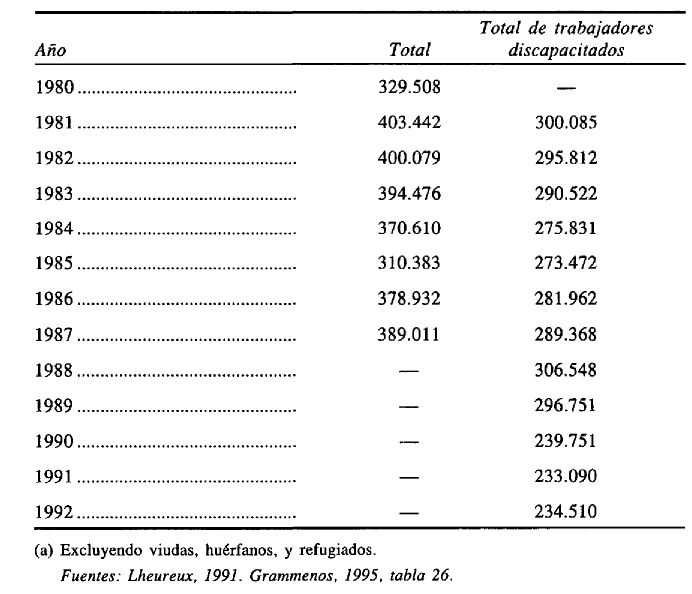 Total de trabajadores
Año Total discapacitados
1980 ............................................ 329.508 —
1981 ............................................ 403.442 300.085
1982 ............................................ 400.079 295.812
1983 ............................................ 394.476 290.522
1984 ............................................ 370.610 275.831
1985 ............................................ 310.383 273.472
1986 ............................................ 378.932 281.962
1987 ............................................ 389.011 289.368
1988 ............................................ — 306.548
1989 ............................................ — 296.751
1990 ............................................ — 239.751
1991 ............................................ — 233.090
1992 ............................................ — 234.510
(a) Excluyendo viudas, huérfanos, y refugiados.
Fuentes: Lheureux, 1991. Grammenos, 1995, tabla 26.